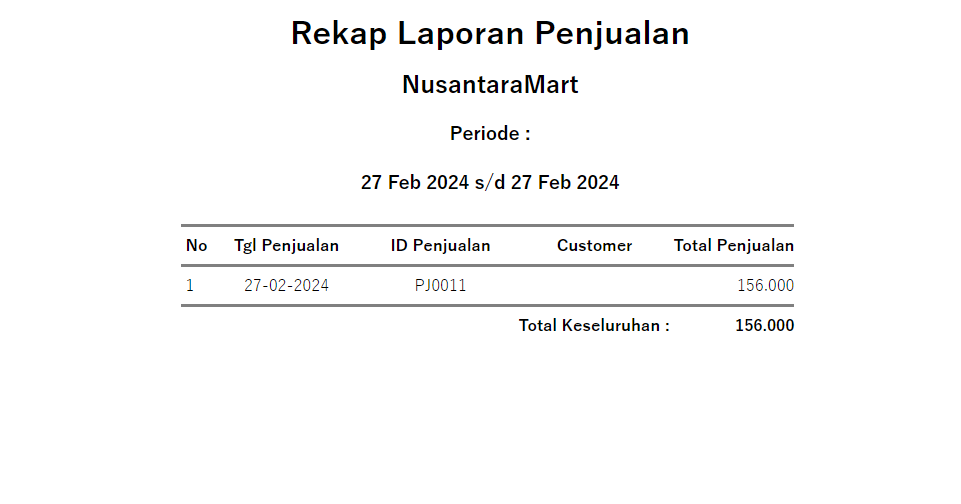 Rekap Laporan Penjualan
NusantaraMart
Periode :
27 Feb 2024 s/d 27 Feb 2024
No Tgl Penjualan ID Penjualan Customer Total Penjualan
1 27-02-2024 PJ0011 156.000
Total Keseluruhan : 156.000